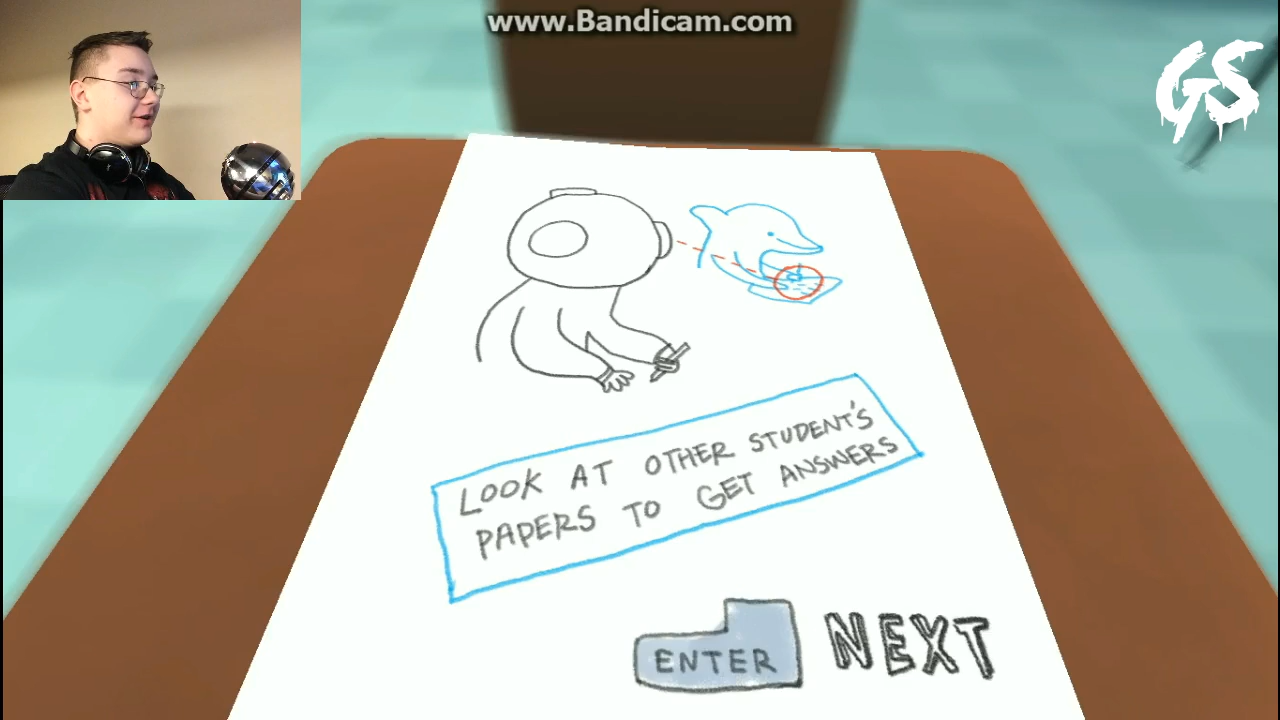 www.Bandicam.com
GS
LOOK AT OTHER STUDENT'S
PAPERS TO GET ANSWERS
ENTER NEXT